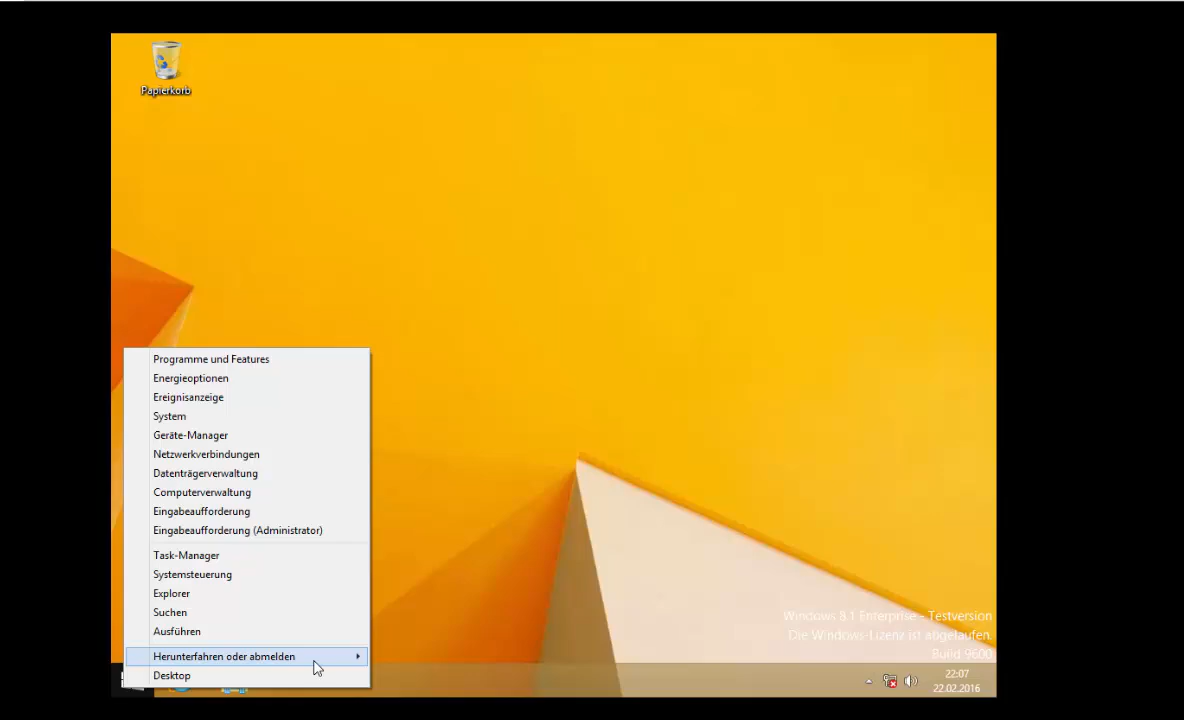 Papierkorb
Programme und Features
Energieoptionen
Ereignisanzeige
System
Geräte-Manager
Netzwerkverbindungen
Datenträgerverwaltung
Computerverwaltung
Eingabeaufforderung
Eingabeaufforderung (Administrator)
Task-Manager
Systemsteuerung
Explorer
Suchen
Ausführen
Herunterfahren oder abmelden
Desktop
Windows 8.1 Enterprise - Testversion
Die Windows-Lizenz ist abgelaufen.
Build 9600
22:07
22.02.2016